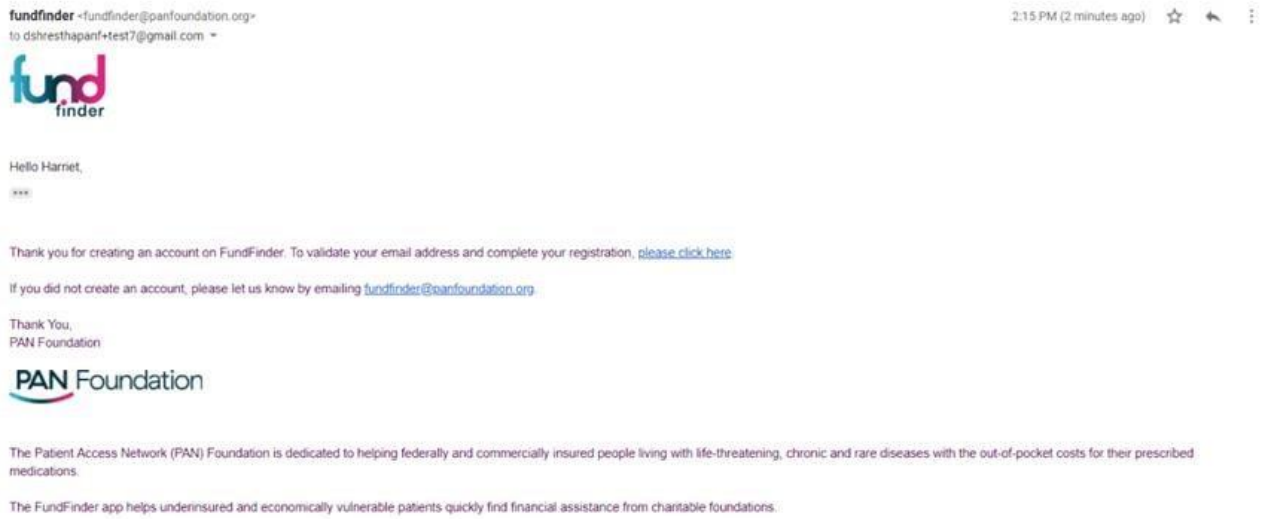 fundfinder <fundfinder@panfoundation.org>
2:15 PM (2 minutes ago)
to dshresthapanf+test7@gmail.com
fund
finder
Hello Harriet,
Thank you for creating an account on FundFinder. To validate your email address and complete your registration, please click here
If you did not create an account, please let us know by emailing fundfinder@panfoundation.org.
Thank You,
PAN Foundation
PAN Foundation
The Patient Access Network (PAN) Foundation is dedicated to helping federally and commercially insured people living with life-threatening, chronic and rare diseases with the out-of-pocket costs for their prescribed
medications.
The FundFinder app helps underinsured and economically vulnerable patients quickly find financial assistance from charitable foundations.